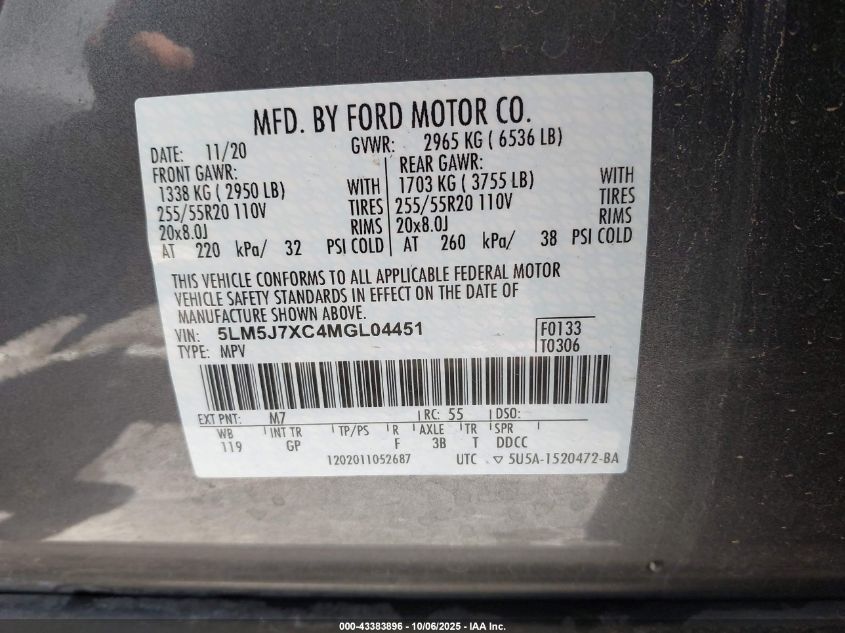 MFD. BY FORD MOTOR CO.
DATE: 11/20 GVWR: 2965 KG ( 6536 LB)
FRONT GAWR: REAR GAWR:
1338 KG ( 2950 LB) WITH 1703 KG ( 3755 LB) WITH
255/55R20 110V TIRES 255/55R20 110V TIRES
20x8.0J RIMS 20x8.0J RIMS
AT 220 kPa/ 32 PSI COLD AT 260 kPa/ 38 PSI COLD
THIS VEHICLE CONFORMS TO ALL APPLICABLE FEDERAL MOTOR
VEHICLE SAFETY STANDARDS IN EFFECT ON THE DATE OF
MANUFACTURE SHOWN ABOVE.
VIN: 5LM5J7XC4MGL04451 F0133
TYPE: MPV T0306
EXT PNT: M7 RC: 55 DSO:
WB INT TR TP/PS R AXLE TR SPR
119 GP F 3B T DDCC
1202011052687 UTC ▽ 5U5A-1520472-BA
000-43383896 - 10/06/2025 - IAA Inc.